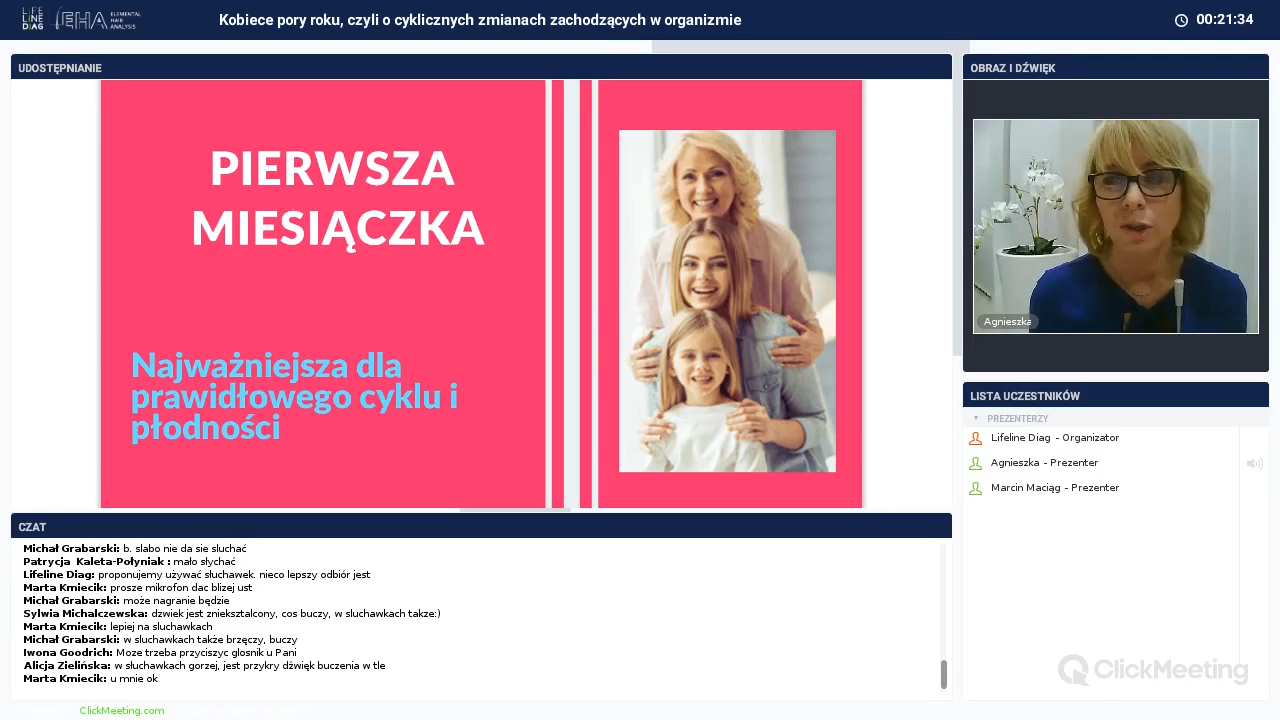 LIFE
LINE
DIAG
EHA
ELEMENTAL
HAIR
ANALYSIS
Kobiece pory roku, czyli o cyklicznych zmianach zachodzących w organizmie
00:21:34
UDOSTĘPNIANIE
PIERWSZA
MIESIĄCZKA
Najważniejsza dla
prawidłowego cyklu i
płodności
OBRAZ I DŹWIĘK
Agnieszka
LISTA UCZESTNIKÓW
PREZENTERZY
Lifeline Diag - Organizator
Agnieszka - Prezenter
Marcin Maciąg - Prezenter
CZAT
Michał Grabarski: b. slabo nie da sie sluchać
Patrycja Kaleta-Połyniak : mało słychać
Lifeline Diag: proponujemy używać słuchawek. nieco lepszy odbiór jest
Marta Kmiecik: prosze mikrofon dac blizej ust
Michał Grabarski: może nagranie będzie
Sylwia Michalczewska: dzwiek jest znieksztalcony, cos buczy, w sluchawkach takze:)
Marta Kmiecik: lepiej na sluchawkach
Michał Grabarski: w słuchawkach także brzęczy, buczy
Iwona Goodrich: Moze trzeba przyciszyc glosnik u Pani
Alicja Zielińska: w słuchawkach gorzej, jest przykry dźwięk buczenia w tle
Marta Kmiecik: u mnie ok
ClickMeeting
ClickMeeting.com